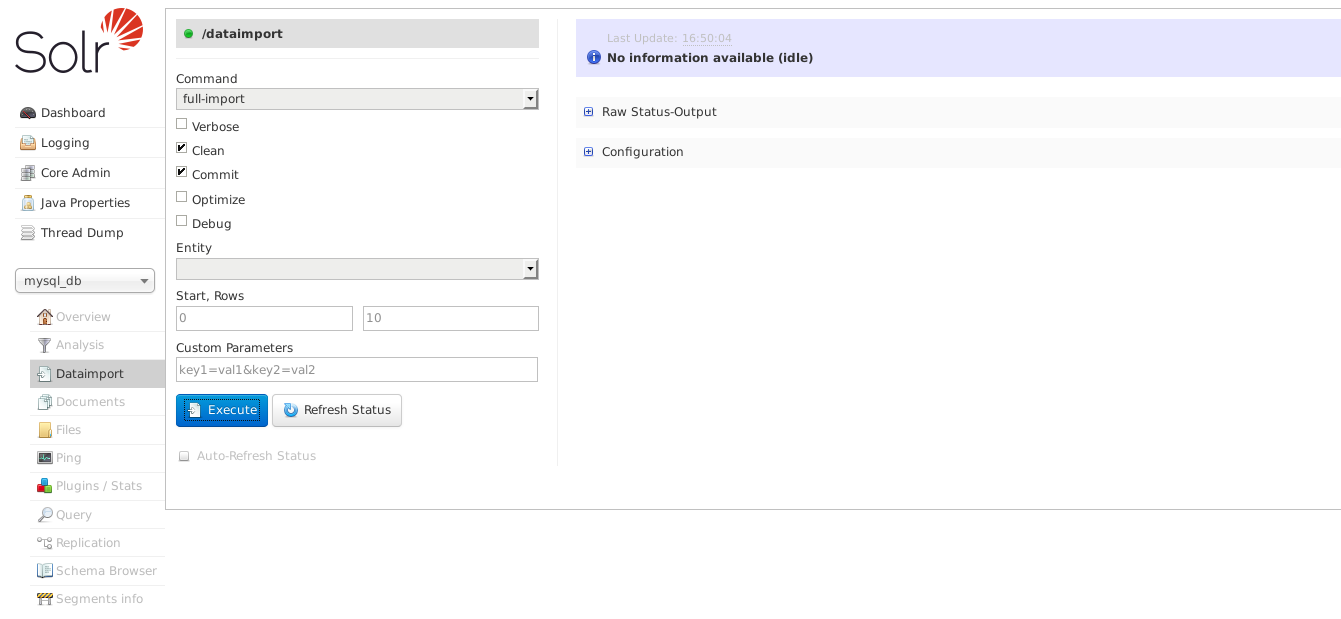 Solr
Dashboard
Logging
Core Admin
Java Properties
Thread Dump
mysql_db
Overview
Analysis
Dataimport
Documents
Files
Ping
Plugins / Stats
Query
Replication
Schema Browser
Segments info
/dataimport
Command
full-import
Verbose
Clean
Commit
Optimize
Debug
Entity
Start, Rows
0 10
Custom Parameters
key1=val1&key2=val2
Execute Refresh Status
Auto-Refresh Status
Last Update: 16:50:04
No information available (idle)
Raw Status-Output
Configuration